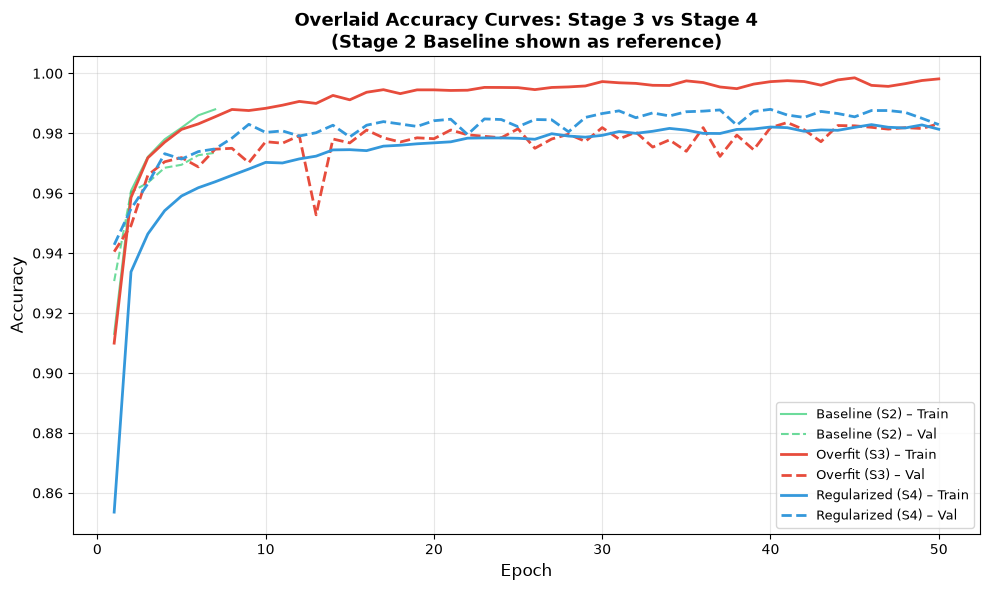 Overlaid Accuracy Curves: Stage 3 vs Stage 4
(Stage 2 Baseline shown as reference)
Accuracy
1.00
0.98
0.96
0.94
0.92
0.90
0.88
0.86
0
10
20
30
40
50
Epoch
Baseline (S2) – Train
Baseline (S2) – Val
Overfit (S3) – Train
Overfit (S3) – Val
Regularized (S4) – Train
Regularized (S4) – Val